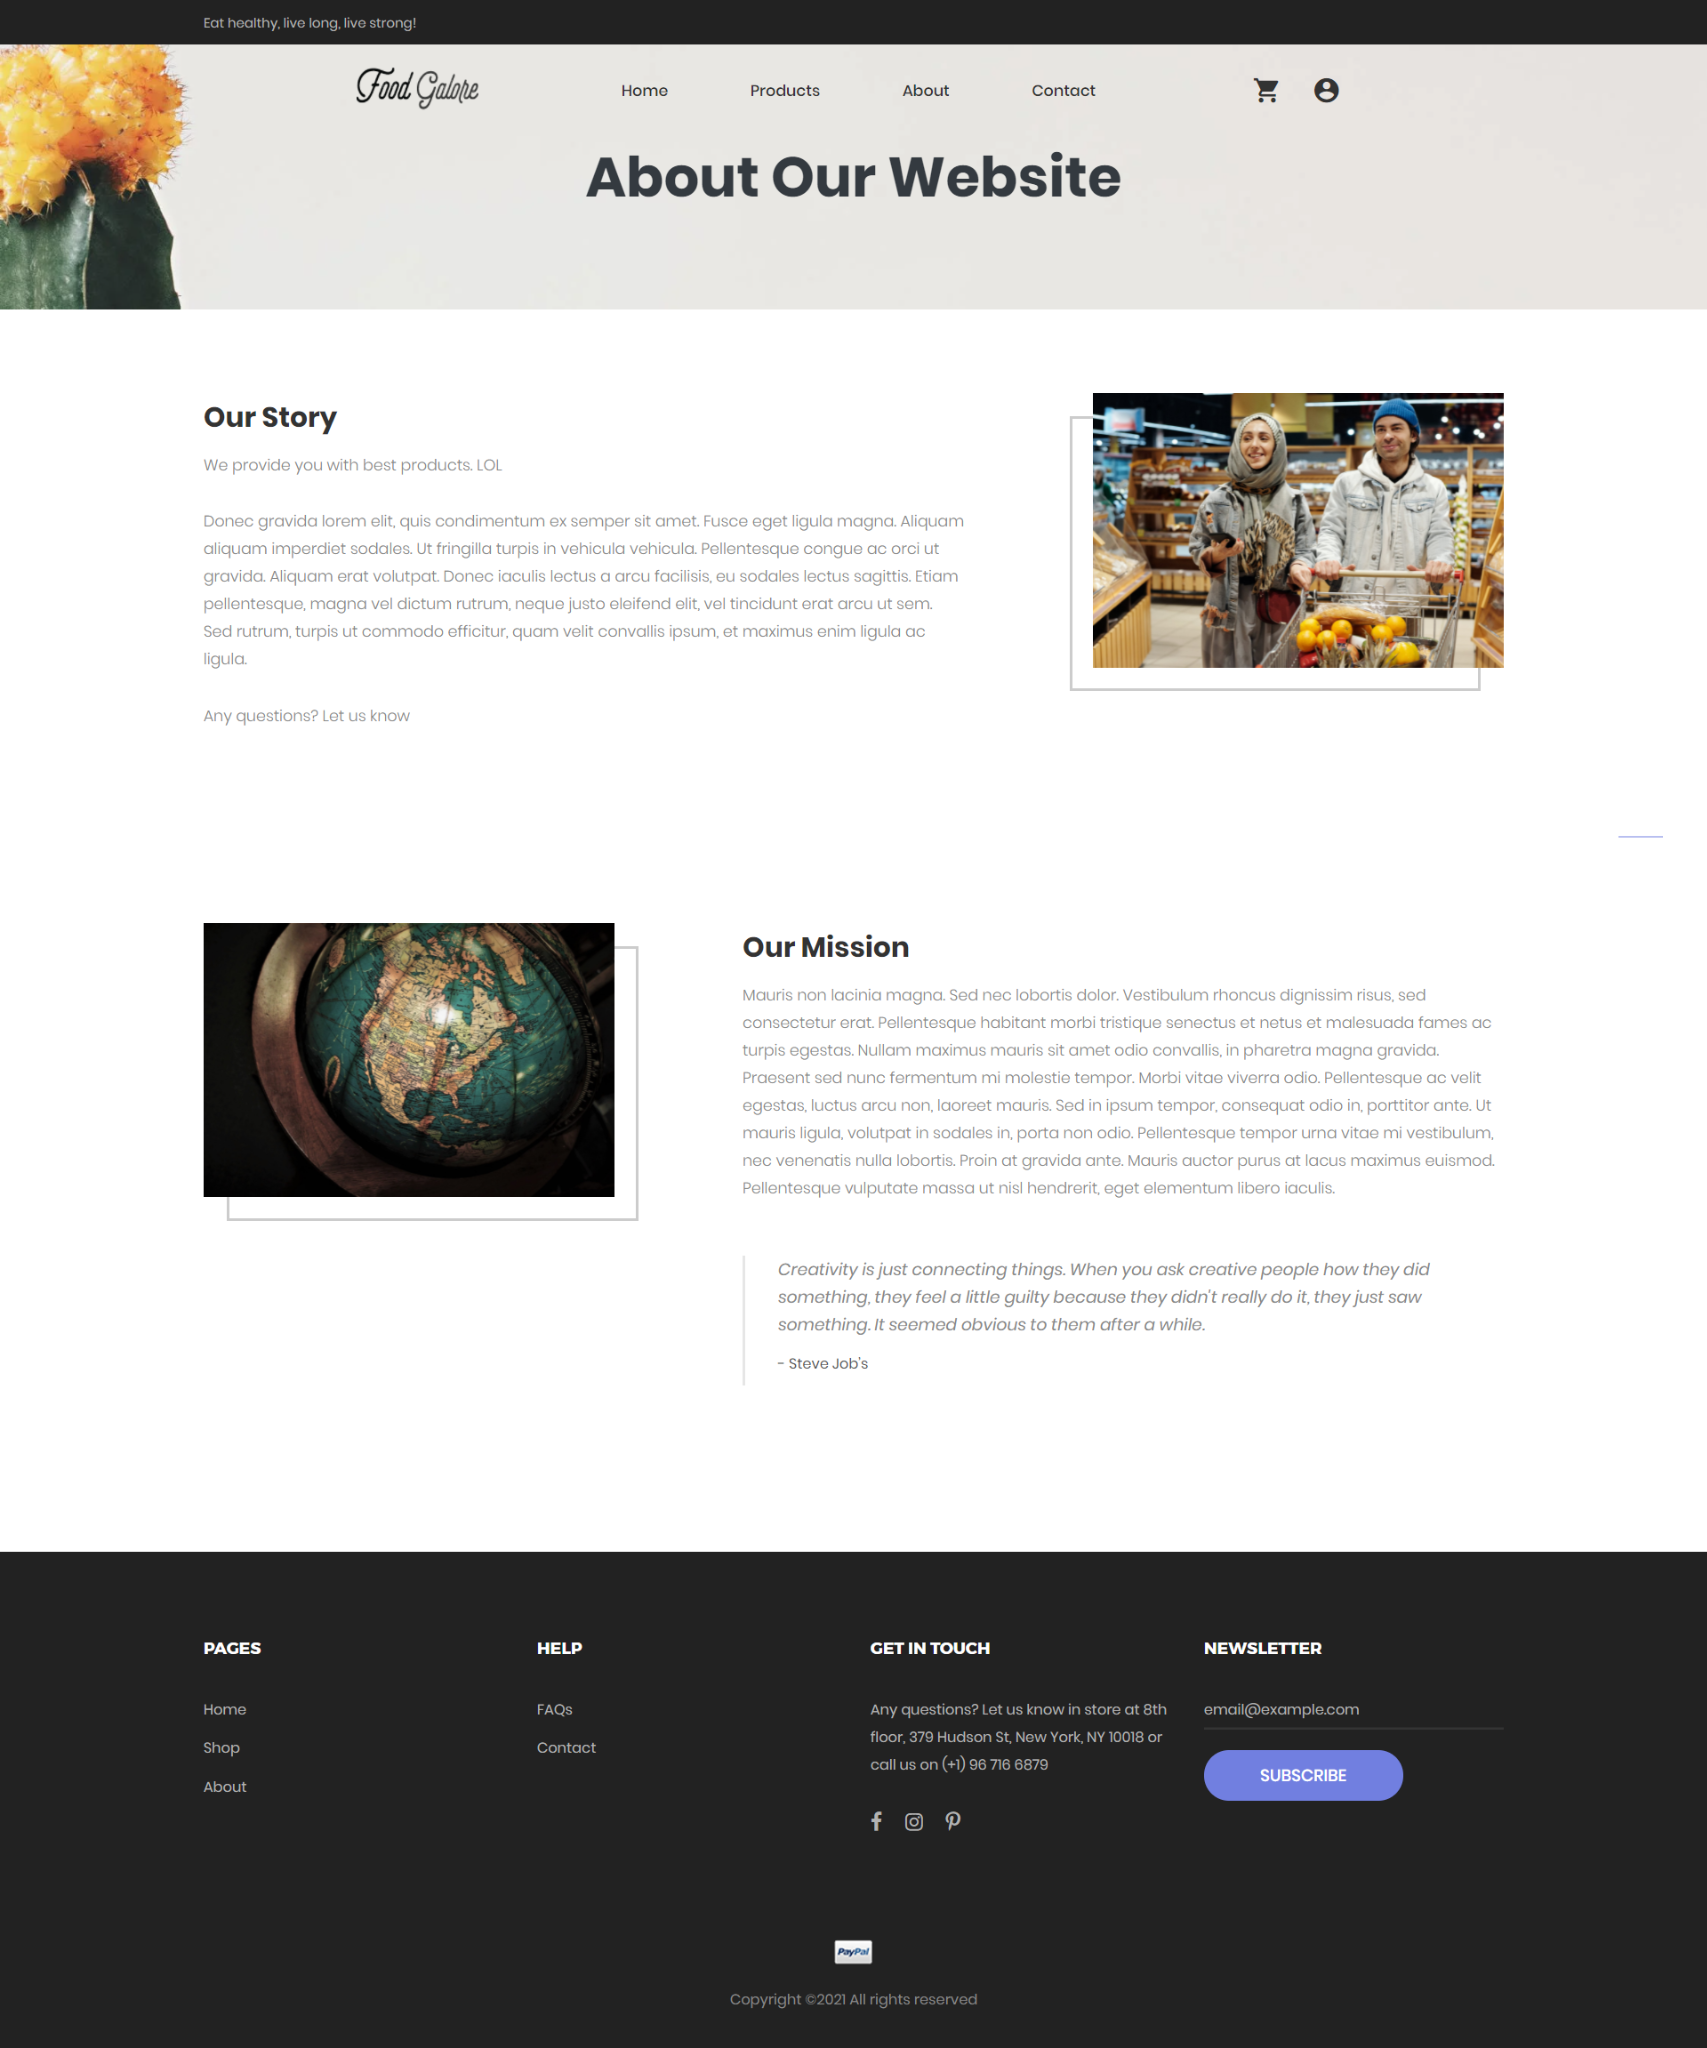 Eat healthy, live long, live strong!
Food Galore
Home
Products
About
Contact
About Our Website
Our Story
We provide you with best products. LOL
Donec gravida lorem elit, quis condimentum ex semper sit amet. Fusce eget ligula magna. Aliquam
aliquam imperdiet sodales. Ut fringilla turpis in vehicula vehicula. Pellentesque congue ac orci ut
gravida. Aliquam erat volutpat. Donec iaculis lectus a arcu facilisis, eu sodales lectus sagittis. Etiam
pellentesque, magna vel dictum rutrum, neque justo eleifend elit, vel tincidunt erat arcu ut sem.
Sed rutrum, turpis ut commodo efficitur, quam velit convallis ipsum, et maximus enim ligula ac
ligula.
Any questions? Let us know
Our Mission
Mauris non lacinia magna. Sed nec lobortis dolor. Vestibulum rhoncus dignissim risus, sed
consectetur erat. Pellentesque habitant morbi tristique senectus et netus et malesuada fames ac
turpis egestas. Nullam maximus mauris sit amet odio convallis, in pharetra magna gravida.
Praesent sed nunc fermentum mi molestie tempor. Morbi vitae viverra odio. Pellentesque ac velit
egestas, luctus arcu non, laoreet mauris. Sed in ipsum tempor, consequat odio in, porttitor ante. Ut
mauris ligula, volutpat in sodales in, porta non odio. Pellentesque tempor urna vitae mi vestibulum,
nec venenatis nulla lobortis. Proin at gravida ante. Mauris auctor purus at lacus maximus euismod.
Pellentesque vulputate massa ut nisl hendrerit, eget elementum libero iaculis.
Creativity is just connecting things. When you ask creative people how they did
something, they feel a little guilty because they didn't really do it, they just saw
something. It seemed obvious to them after a while.
- Steve Job's
PAGES
Home
Shop
About
HELP
FAQs
Contact
GET IN TOUCH
Any questions? Let us know in store at 8th
floor, 379 Hudson St, New York, NY 10018 or
call us on (+1) 96 716 6879
NEWSLETTER
email@example.com
SUBSCRIBE
PayPal
Copyright ©2021 All rights reserved